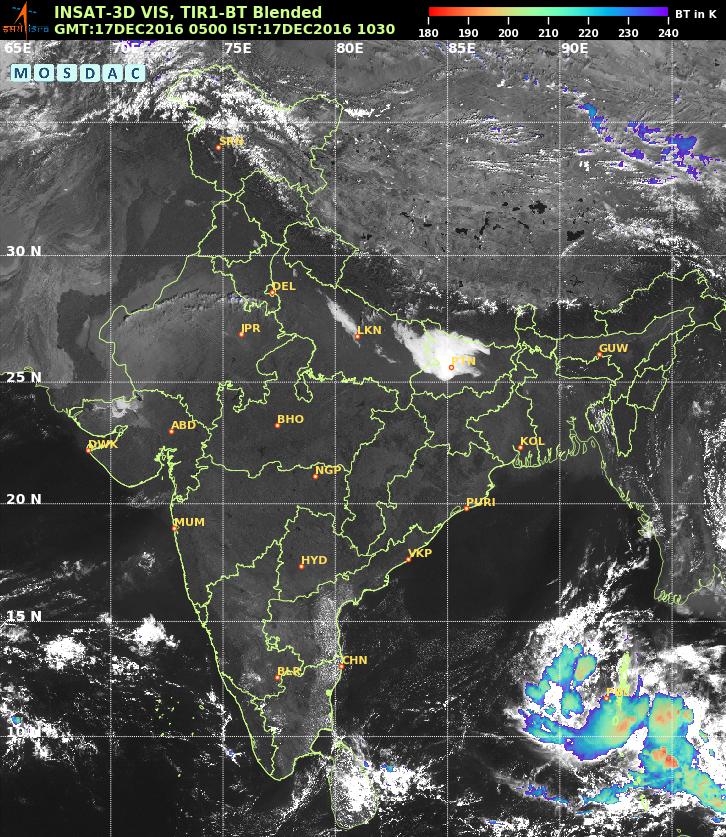 INSAT-3D VIS, TIR1-BT Blended
GMT:17DEC2016 0500 IST:17DEC2016 1030
BT in K
180 190 200 210 220 230 240
65E 70E 75E 80E 85E 90E
MOSDAC
SRN
30 N
DEL
JPR LKN
PTN GUW
25 N
ABD BHO
DWK KOL
NGP
20 N PURI
MUM
HYD VKP
15 N
BLR CHN
10 N